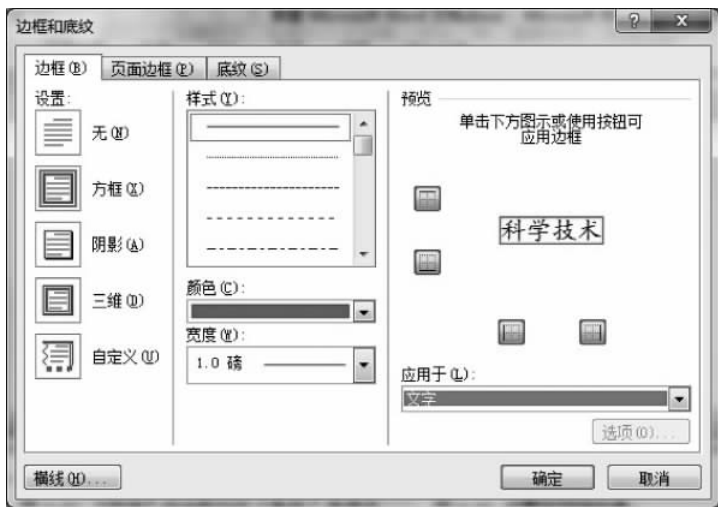 边框和底纹
边框(B) 页面边框(P) 底纹(S)
设置:
无(N)
方框(X)
阴影(A)
三维(D)
自定义(U)
样式(Y):
颜色(C):
宽度(W):
1.0 磅
预览
单击下方图示或使用按钮可
应用边框
科学技术
应用于(L):
文字
选项(O)...
横线(H)...
确定
取消